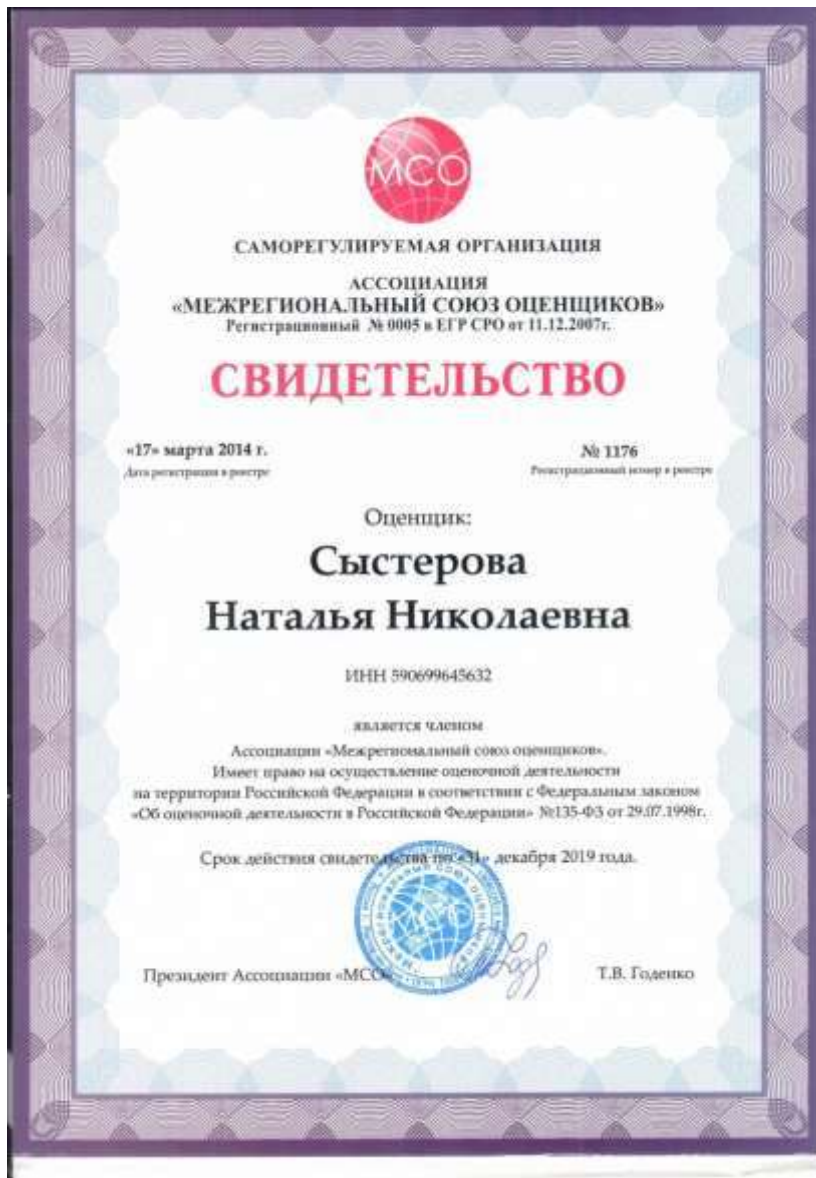 МСО
САМОРЕГУЛИРУЕМАЯ ОРГАНИЗАЦИЯ
АССОЦИАЦИЯ
«МЕЖРЕГИОНАЛЬНЫЙ СОЮЗ ОЦЕНЩИКОВ»
Регистрационный № 0005 в ЕГР СРО от 11.12.2007г.
СВИДЕТЕЛЬСТВО
«17» марта 2014 г.
Дата регистрации в реестре
№ 1176
Регистрационный номер в реестре
Оценщик:
Сыстерова
Наталья Николаевна
ИНН 590699645632
является членом
Ассоциации «Межрегиональный союз оценщиков».
Имеет право на осуществление оценочной деятельности
на территории Российской Федерации в соответствии с Федеральным законом
«Об оценочной деятельности в Российской Федерации» №135-ФЗ от 29.07.1998г.
Срок действия свидетельства по «31» декабря 2019 года.
Президент Ассоциации «МСО»
Т.В. Годенко
МСО
Межрегиональный союз оценщиков